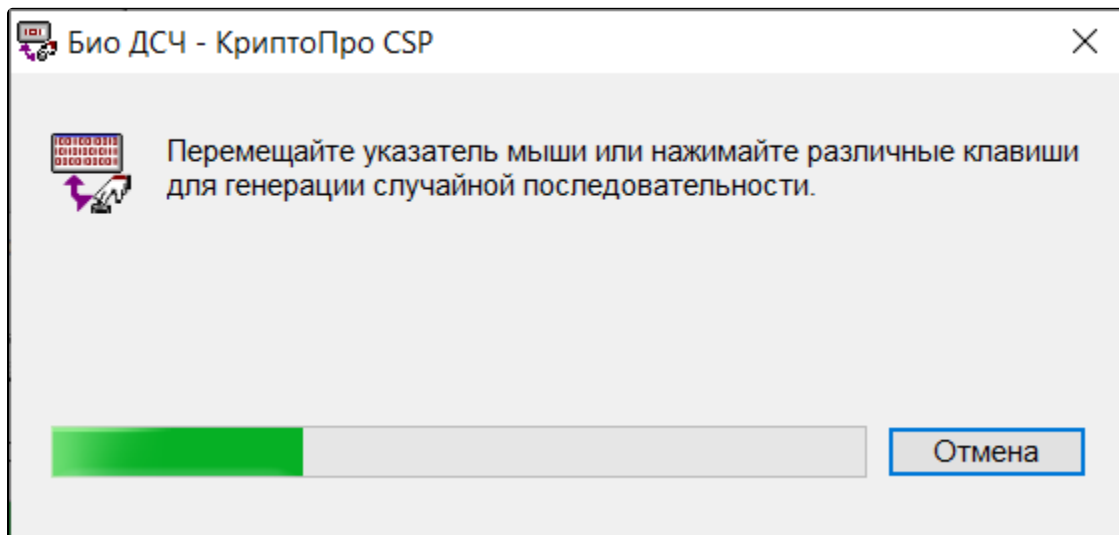 Био ДСЧ - КриптоПро CSP
Перемещайте указатель мыши или нажимайте различные клавиши
для генерации случайной последовательности.
Отмена